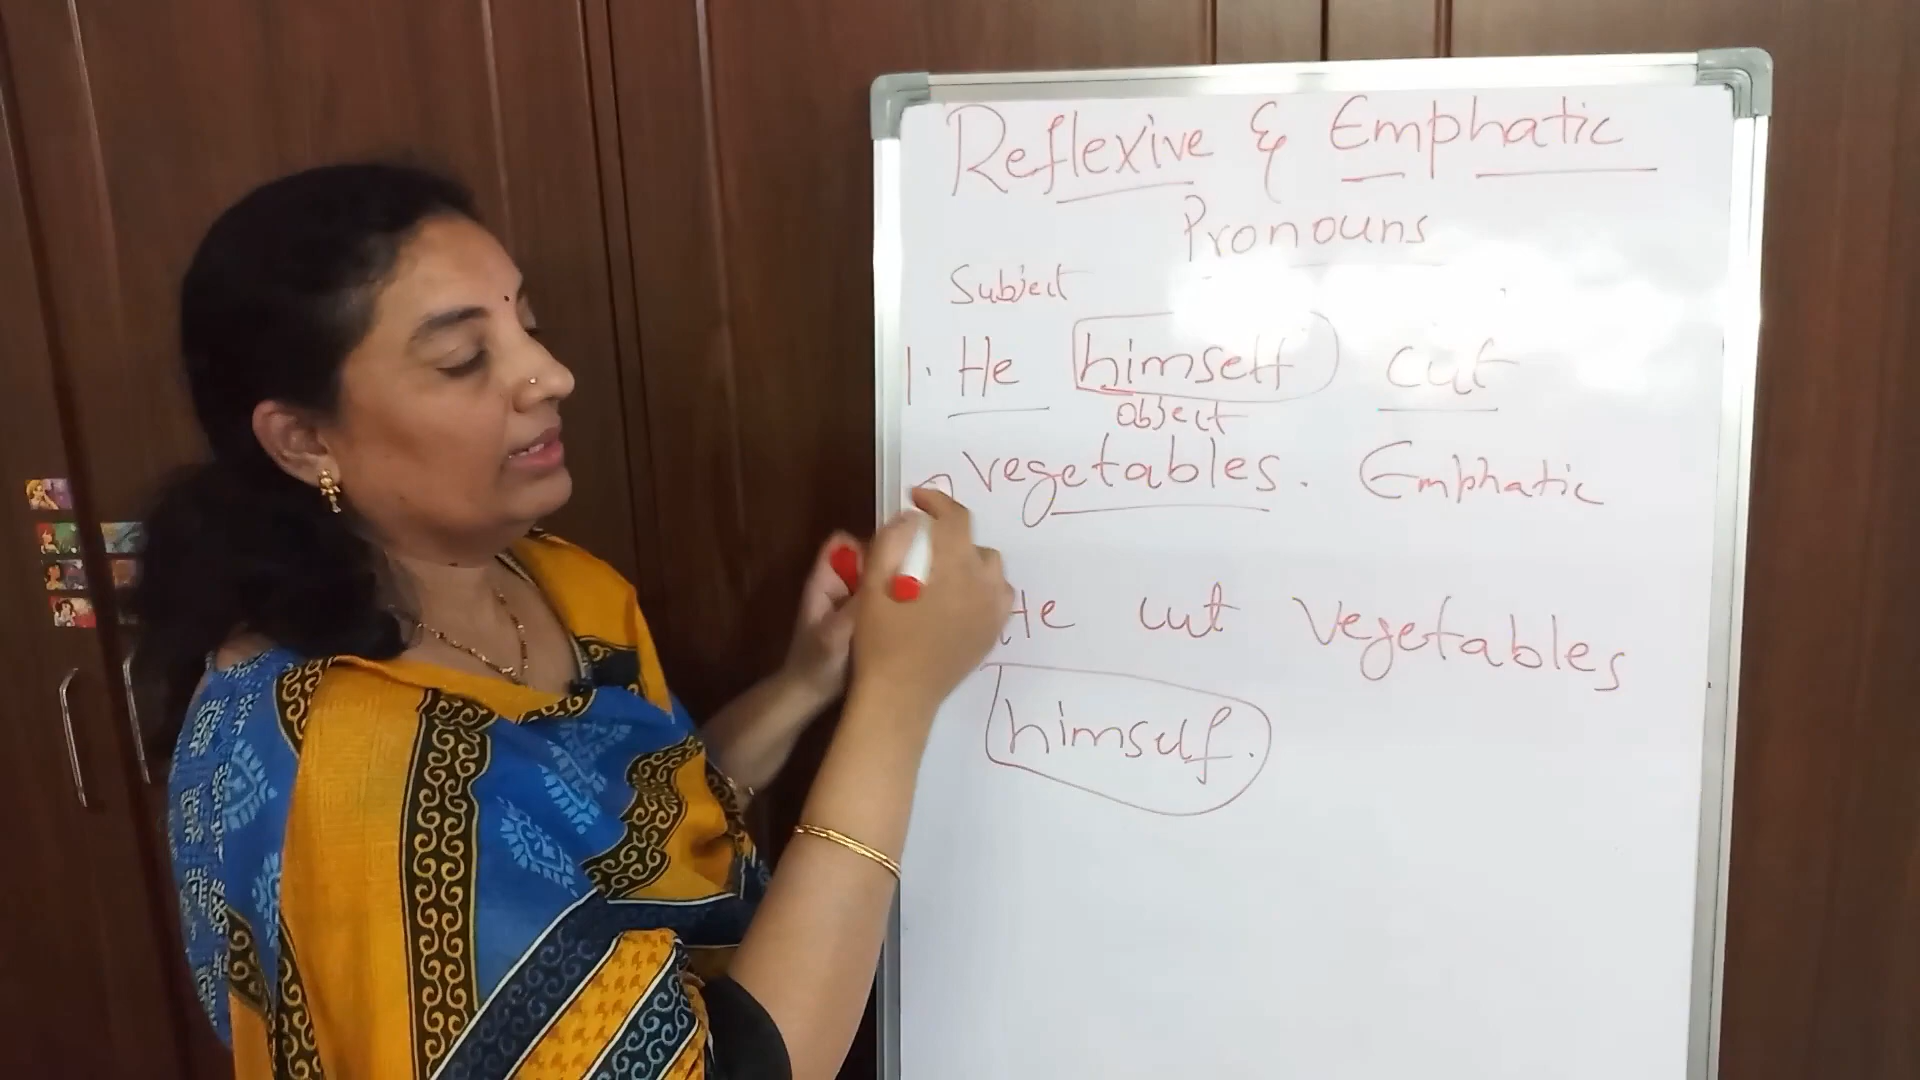 Reflexive & Emphatic
Pronouns
Subject
1. He himself cut
object
vegetables. Emphatic
He cut vegetables
himself.